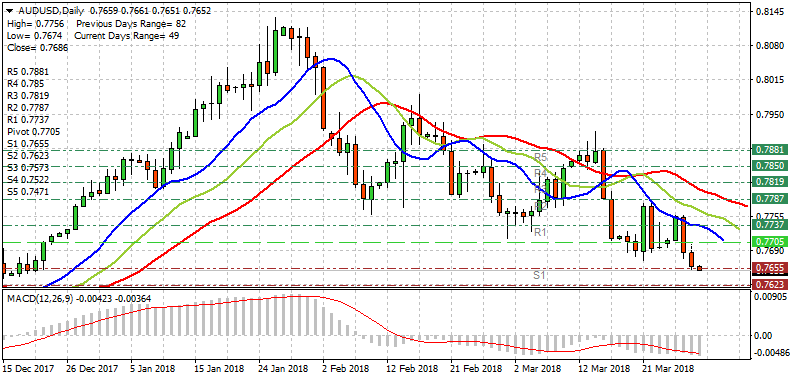 AUDUSD,Daily 0.7659 0.7661 0.7651 0.7652
High= 0.7756 Previous Days Range= 82
Low= 0.7674 Current Days Range= 49
Close= 0.7686
R5 0.7881
R4 0.785
R3 0.7819
R2 0.7787
R1 0.7737
Pivot 0.7705
S1 0.7655
S2 0.7623
S3 0.7573
S4 0.7522
S5 0.7471
R5
R4
R1
S1
0.8145
0.8080
0.8015
0.7950
0.7881
0.7850
0.7819
0.7787
0.7755
0.7737
0.7705
0.7690
0.7655
0.7623
MACD(12,26,9) -0.00423 -0.00364
0.00905
0.00
-0.00486
15 Dec 2017 26 Dec 2017 5 Jan 2018 15 Jan 2018 24 Jan 2018 2 Feb 2018 12 Feb 2018 21 Feb 2018 2 Mar 2018 12 Mar 2018 21 Mar 2018